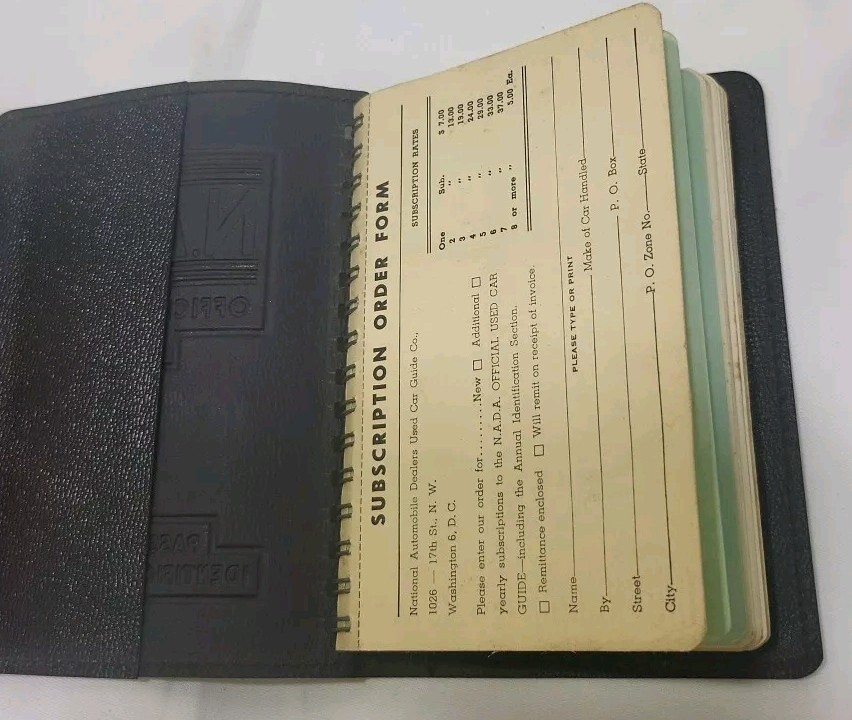 SUBSCRIPTION ORDER FORM
National Automobile Dealers Used Car Guide Co.,
1026 — 17th St., N. W.
Washington 6, D. C.
SUBSCRIPTION RATES
One Sub. $ 7.00
2 " 13.00
3 " 19.00
4 " 24.00
5 " 29.00
6 " 33.00
7 " 37.00
8 or more " 5.00 Ea.
Please enter our order for.........New □ Additional □
yearly subscriptions to the N.A.D.A. OFFICIAL USED CAR
GUIDE—including the Annual Identification Section.
□ Remittance enclosed □ Will remit on receipt of invoice.
PLEASE TYPE OR PRINT
Name
By Make of Car Handled
Street P. O. Box
City P. O. Zone No. State